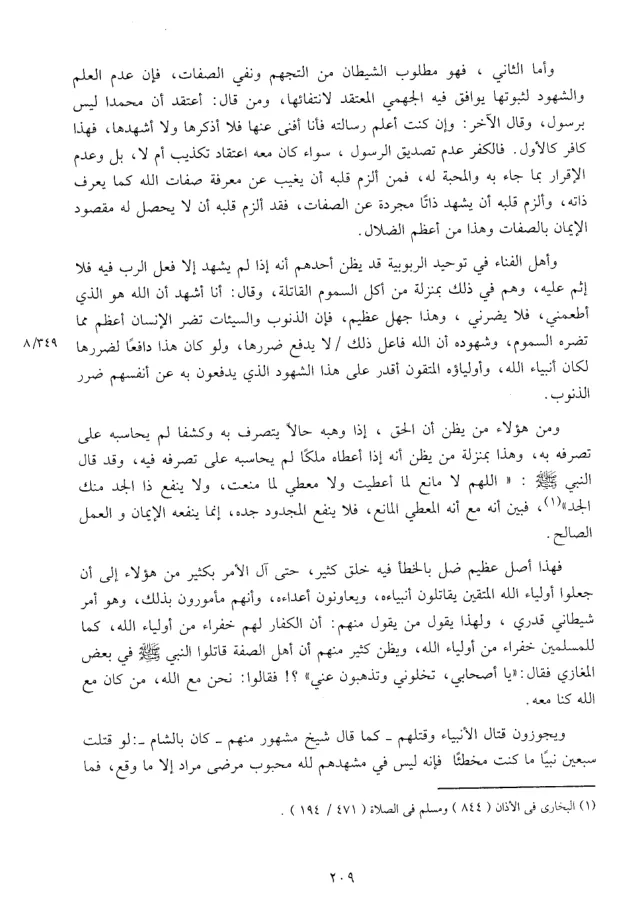 وأما الثاني ، فهو مطلوب الشيطان من التجهم ونفي الصفات، فإن عدم العلم
والشهود لثبوتها يوافق فيه الجهمي المعتقد لانتفائها، ومن قال: أعتقد أن محمدا ليس
برسول، وقال الآخر: وإن كنت أعلم رسالته فأنا أفنى عنها فلا أذكرها ولا أشهدها، فهذا
كافر كالأول. فالكفر عدم تصديق الرسول ، سواء كان معه اعتقاد تكذيب أم لا، بل وعدم
الإقرار بما جاء به والمحبة له، فمن ألزم قلبه أن يغيب عن معرفة صفات الله كما يعرف
ذاته، وألزم قلبه أن يشهد ذاتًا مجردة عن الصفات، فقد ألزم قلبه أن لا يحصل له مقصود
الإيمان بالصفات وهذا من أعظم الضلال.
وأهل الفناء في توحيد الربوبية قد يظن أحدهم أنه إذا لم يشهد إلا فعل الرب فيه فلا
إثم عليه، وهم في ذلك بمنزلة من أكل السموم القاتلة، وقال: أنا أشهد أن الله هو الذي
أطعمني، فلا يضرني ، وهذا جهل عظيم، فإن الذنوب والسيئات تضر الإنسان أعظم مما
تضره السموم، وشهوده أن الله فاعل ذلك / لا يدفع ضررها، ولو كان هذا دافعًا لضررها
٨/٣٤٩
لكان أنبياء الله، وأولياؤه المتقون أقدر على هذا الشهود الذي يدفعون به عن أنفسهم ضرر
الذنوب.
ومن هؤلاء من يظن أن الحق ، إذا وهبه حالاً يتصرف به وكشفا لم يحاسبه على
تصرفه به، وهذا بمنزلة من يظن أنه إذا أعطاه ملكًا لم يحاسبه على تصرفه فيه، وقد قال
النبي ﷺ : « اللهم لا مانع لما أعطيت ولا معطي لما منعت، ولا ينفع ذا الجد منك
الجد»(١)، فبين أنه مع أنه المعطي المانع، فلا ينفع المجدود جده، إنما ينفعه الإيمان و العمل
الصالح.
فهذا أصل عظيم ضل بالخطأ فيه خلق كثير، حتى آل الأمر بكثير من هؤلاء إلى أن
جعلوا أولياء الله المتقين يقاتلون أنبياءه، ويعاونون أعداءه، وأنهم مأمورون بذلك، وهو أمر
شيطاني قدري ، ولهذا يقول من يقول منهم: أن الكفار لهم خفراء من أولياء الله، كما
للمسلمين خفراء من أولياء الله، ويظن كثير منهم أن أهل الصفة قاتلوا النبي ﷺ في بعض
المغازي فقال:«يا أصحابي، تخلوني وتذهبون عني» ؟! فقالوا: نحن مع الله، من كان مع
الله كنا معه.
ويجوزون قتال الأنبياء وقتلهم ـ كما قال شيخ مشهور منهم ـ كان بالشام ـ:لو قتلت
سبعين نبيًا ما كنت مخطئًا فإنه ليس في مشهدهم لله محبوب مرضى مراد إلا ما وقع، فما
(١) البخارى فى الأذان ( ٨٤٤ ) ومسلم فى الصلاة ( ٤٧١ / ١٩٤ ) .
٢٠٩